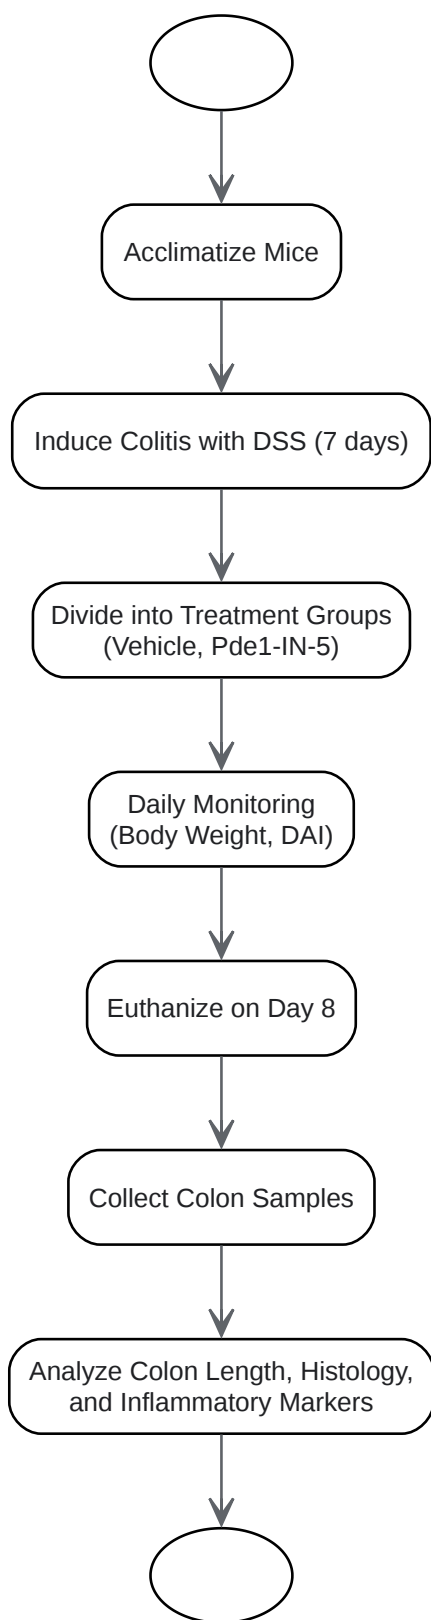 Acclimatize Mice
Induce Colitis with DSS (7 days)
Divide into Treatment Groups
(Vehicle, Pde1-IN-5)
Daily Monitoring
(Body Weight, DAI)
Euthanize on Day 8
Collect Colon Samples
Analyze Colon Length, Histology,
and Inflammatory Markers